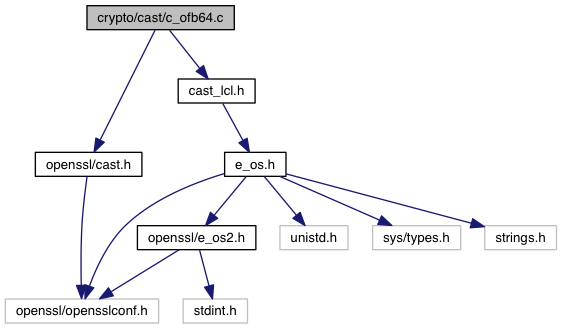 crypto/cast/c_ofb64.c
cast_lcl.h
openssl/cast.h
e_os.h
openssl/e_os2.h
unistd.h
sys/types.h
strings.h
openssl/opensslconf.h
stdint.h